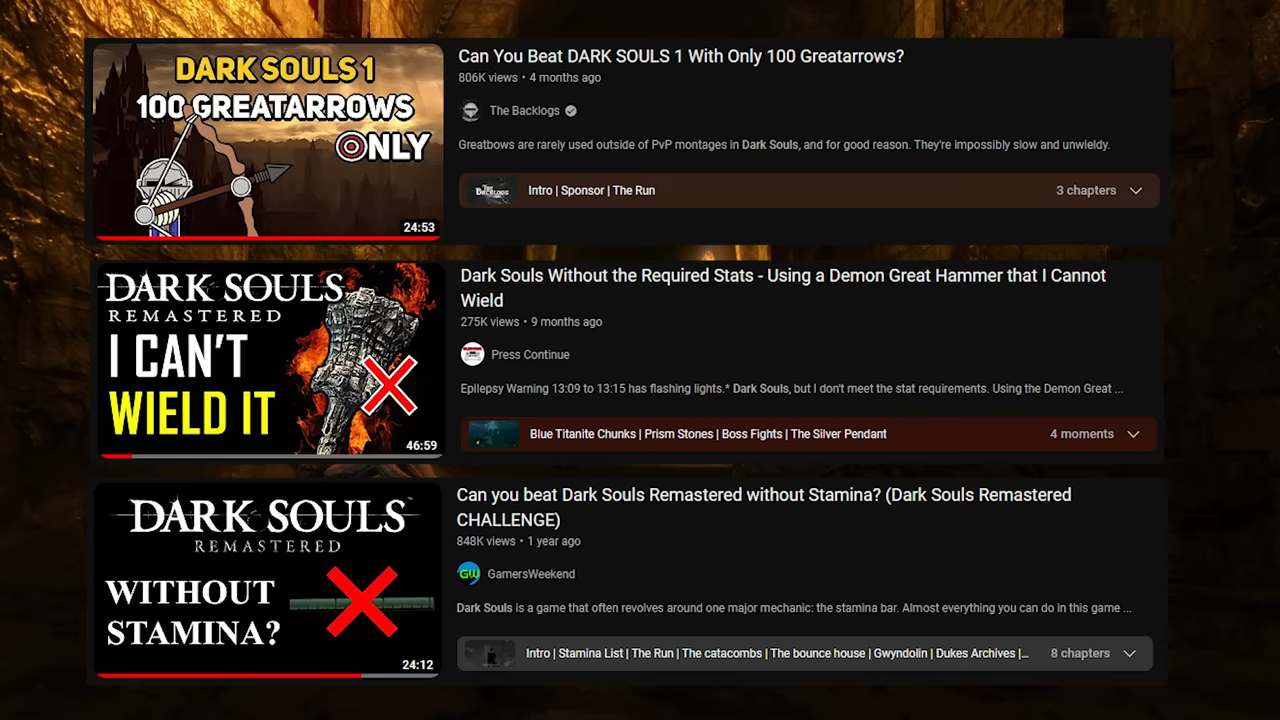 DARK SOULS 1
100 GREATARROWS
ONLY
24:53
Can You Beat DARK SOULS 1 With Only 100 Greatarrows?
806K views • 4 months ago
The Backlogs
Greatbows are rarely used outside of PvP montages in Dark Souls, and for good reason. They're impossibly slow and unwieldy.
The Backlogs
Intro | Sponsor | The Run
3 chapters
DARK SOULS
REMASTERED
I CAN'T
WIELD IT
46:59
Dark Souls Without the Required Stats - Using a Demon Great Hammer that I Cannot
Wield
275K views • 9 months ago
Press Continue
Epilepsy Warning 13:09 to 13:15 has flashing lights.* Dark Souls, but I don't meet the stat requirements. Using the Demon Great ...
Blue Titanite Chunks | Prism Stones | Boss Fights | The Silver Pendant
4 moments
DARK SOULS™
REMASTERED
WITHOUT
STAMINA?
24:12
Can you beat Dark Souls Remastered without Stamina? (Dark Souls Remastered
CHALLENGE)
848K views • 1 year ago
GW
GamersWeekend
Dark Souls is a game that often revolves around one major mechanic: the stamina bar. Almost everything you can do in this game ...
Intro | Stamina List | The Run | The catacombs | The bounce house | Gwyndolin | Dukes Archives |...
8 chapters